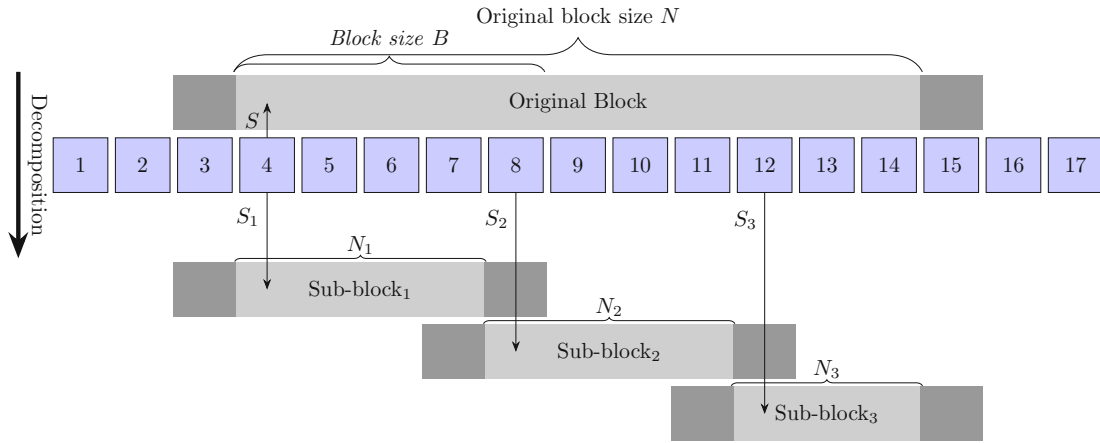 Original block size N
Block size B
Original Block
Decomposition
S
1 2 3 4 5 6 7 8 9 10 11 12 13 14 15 16 17
S₁ S₂ S₃
N₁
Sub-block₁
N₂
Sub-block₂
N₃
Sub-block₃